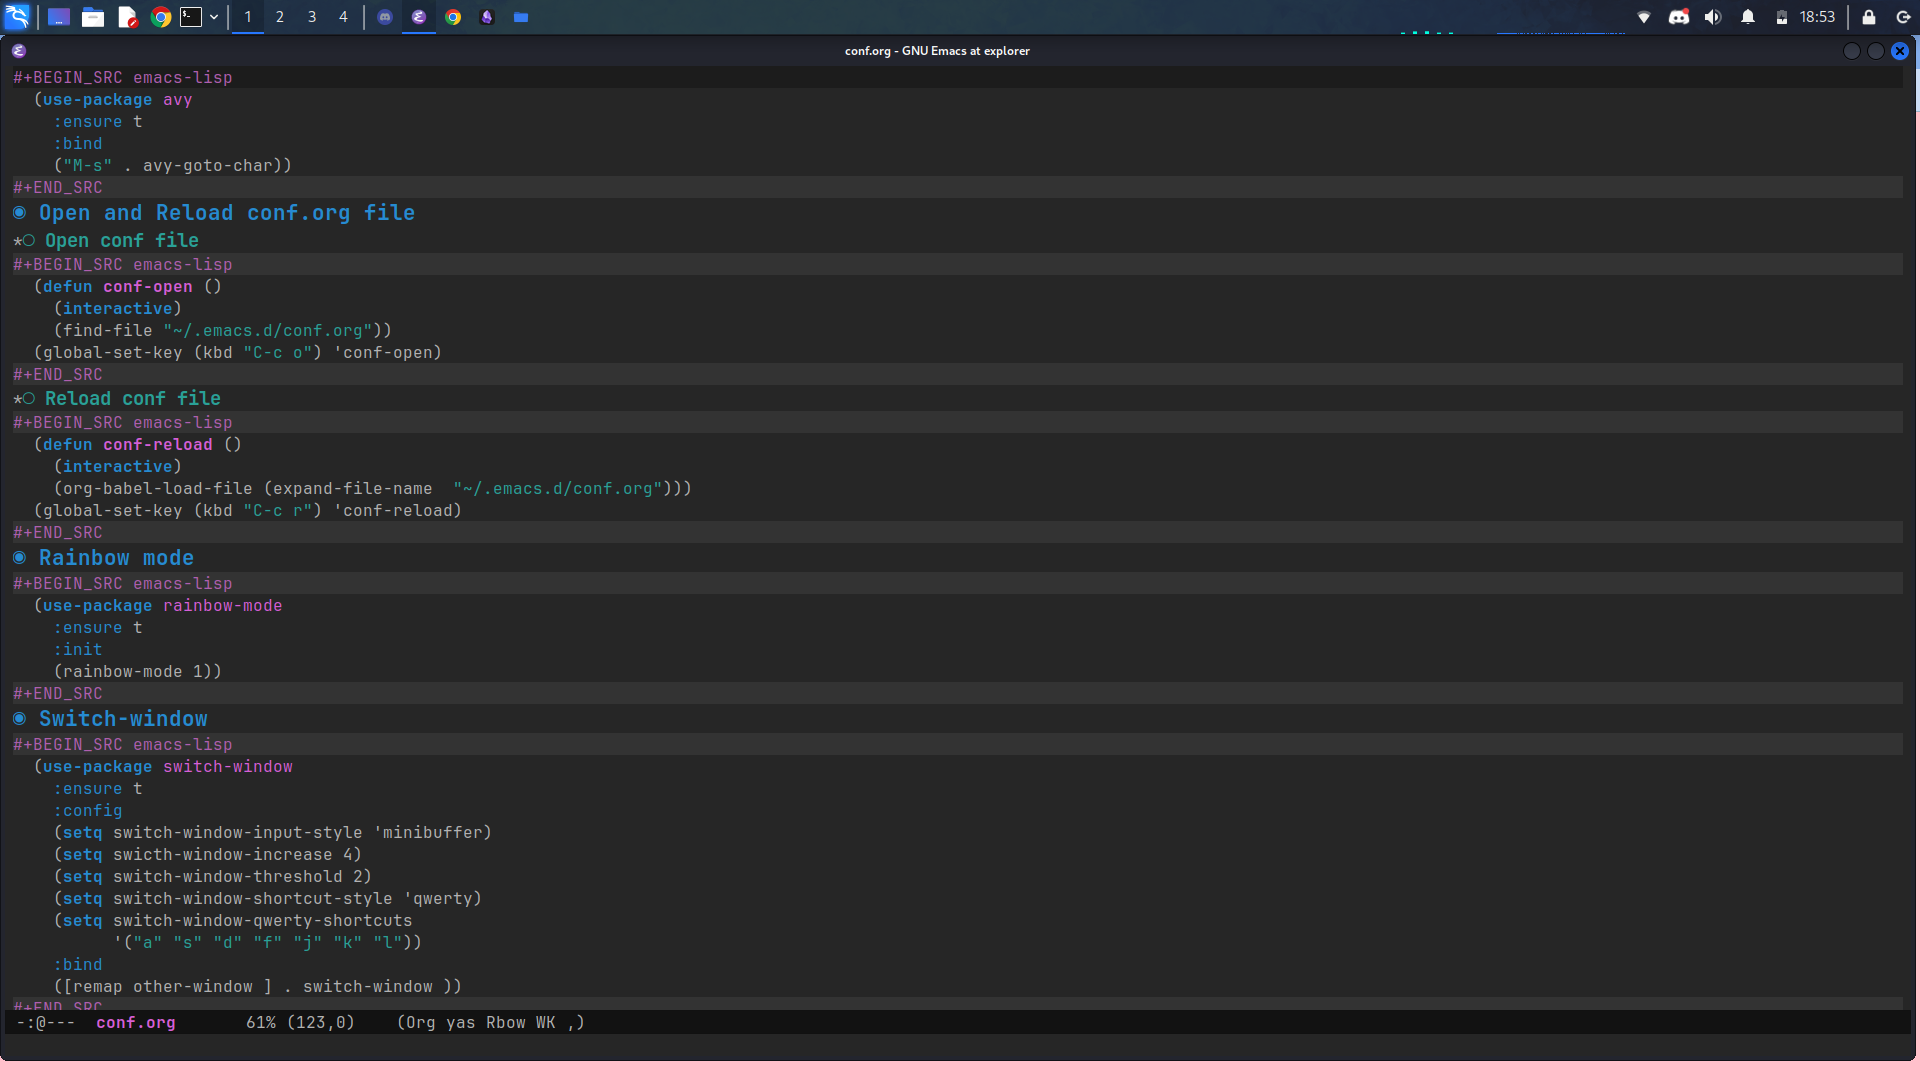 1 2 3 4 18:53
conf.org - GNU Emacs at explorer
#+BEGIN_SRC emacs-lisp
(use-package avy
:ensure t
:bind
("M-s" . avy-goto-char))
#+END_SRC
◉ Open and Reload conf.org file
*○ Open conf file
#+BEGIN_SRC emacs-lisp
(defun conf-open ()
(interactive)
(find-file "~/.emacs.d/conf.org"))
(global-set-key (kbd "C-c o") 'conf-open)
#+END_SRC
*○ Reload conf file
#+BEGIN_SRC emacs-lisp
(defun conf-reload ()
(interactive)
(org-babel-load-file (expand-file-name  "~/.emacs.d/conf.org")))
(global-set-key (kbd "C-c r") 'conf-reload)
#+END_SRC
◉ Rainbow mode
#+BEGIN_SRC emacs-lisp
(use-package rainbow-mode
:ensure t
:init
(rainbow-mode 1))
#+END_SRC
◉ Switch-window
#+BEGIN_SRC emacs-lisp
(use-package switch-window
:ensure t
:config
(setq switch-window-input-style 'minibuffer)
(setq swicth-window-increase 4)
(setq switch-window-threshold 2)
(setq switch-window-shortcut-style 'qwerty)
(setq switch-window-qwerty-shortcuts
'("a" "s" "d" "f" "j" "k" "l"))
:bind
([remap other-window ] . switch-window ))
#+END_SRC
-:@--- conf.org 61% (123,0) (Org yas Rbow WK ,)